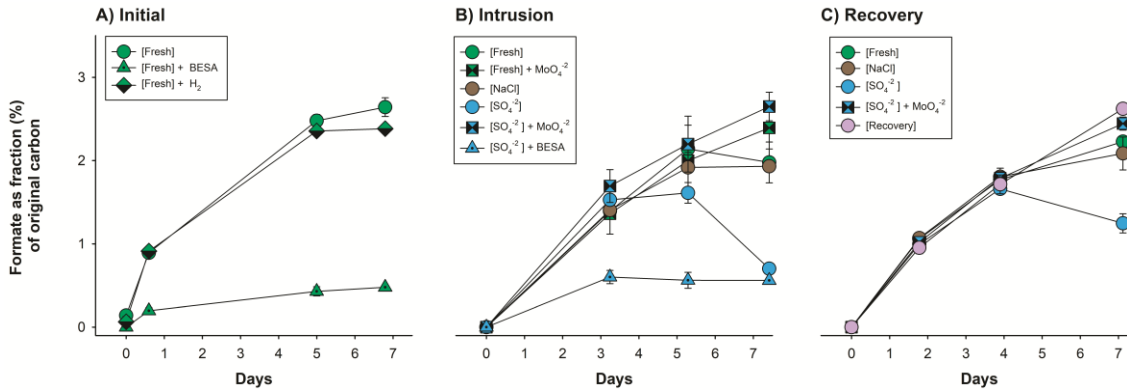 A) Initial
[Fresh]
[Fresh] + BESA
[Fresh] + H2
B) Intrusion
[Fresh]
[Fresh] + MoO4-2
[NaCl]
[SO4-2]
[SO4-2] + MoO4-2
[SO4-2] + BESA
C) Recovery
[Fresh]
[NaCl]
[SO4-2]
[SO4-2] + MoO4-2
[Recovery]
Formate as fraction (%)
of original carbon
3
2
1
0
0 1 2 3 4 5 6 7
Days
0 1 2 3 4 5 6 7
Days
0 1 2 3 4 5 6 7
Days